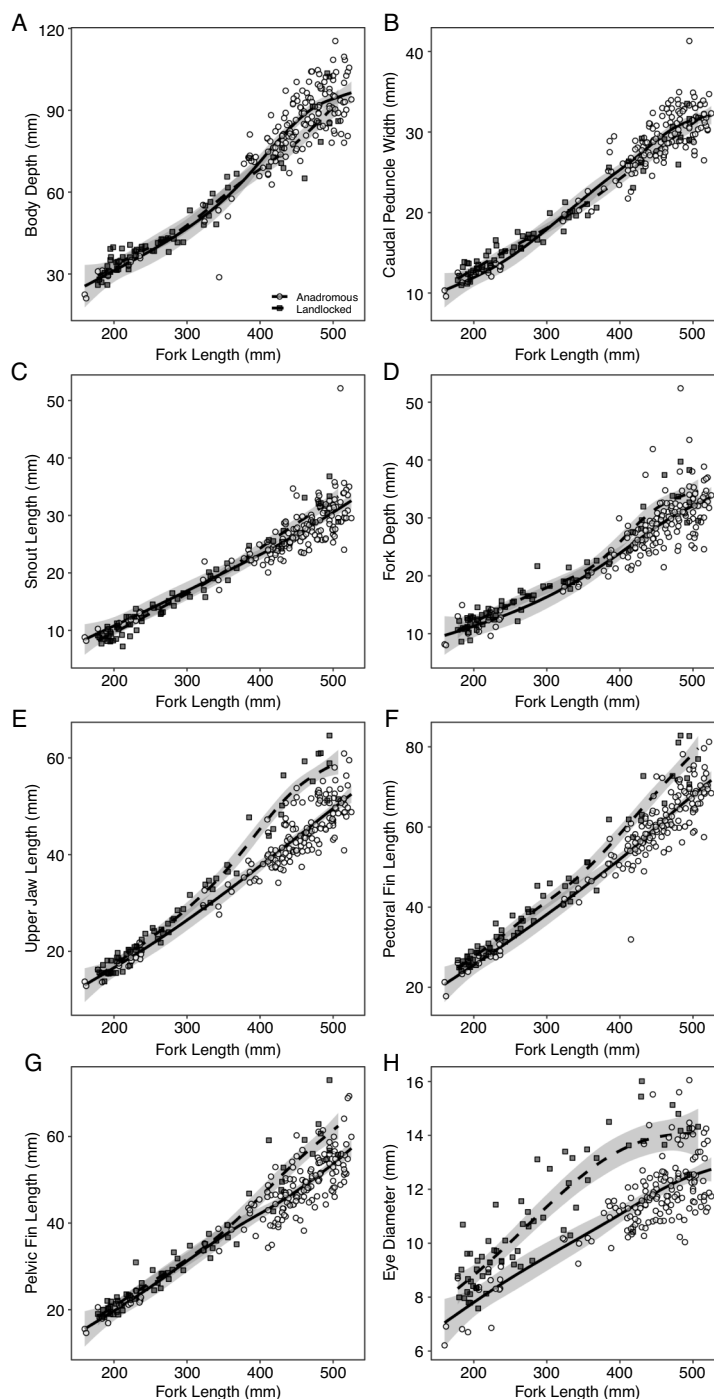 A
120
90
60
30
Body Depth (mm)
Anadromous
Landlocked
200 300 400 500
Fork Length (mm)
B
40
30
20
10
Caudal Peduncle Width (mm)
200 300 400 500
Fork Length (mm)
C
50
40
30
20
10
Snout Length (mm)
200 300 400 500
Fork Length (mm)
D
50
40
30
20
10
Fork Depth (mm)
200 300 400 500
Fork Length (mm)
E
60
40
20
Upper Jaw Length (mm)
200 300 400 500
Fork Length (mm)
F
80
60
40
20
Pectoral Fin Length (mm)
200 300 400 500
Fork Length (mm)
G
60
40
20
Pelvic Fin Length (mm)
200 300 400 500
Fork Length (mm)
H
16
14
12
10
8
6
Eye Diameter (mm)
200 300 400 500
Fork Length (mm)